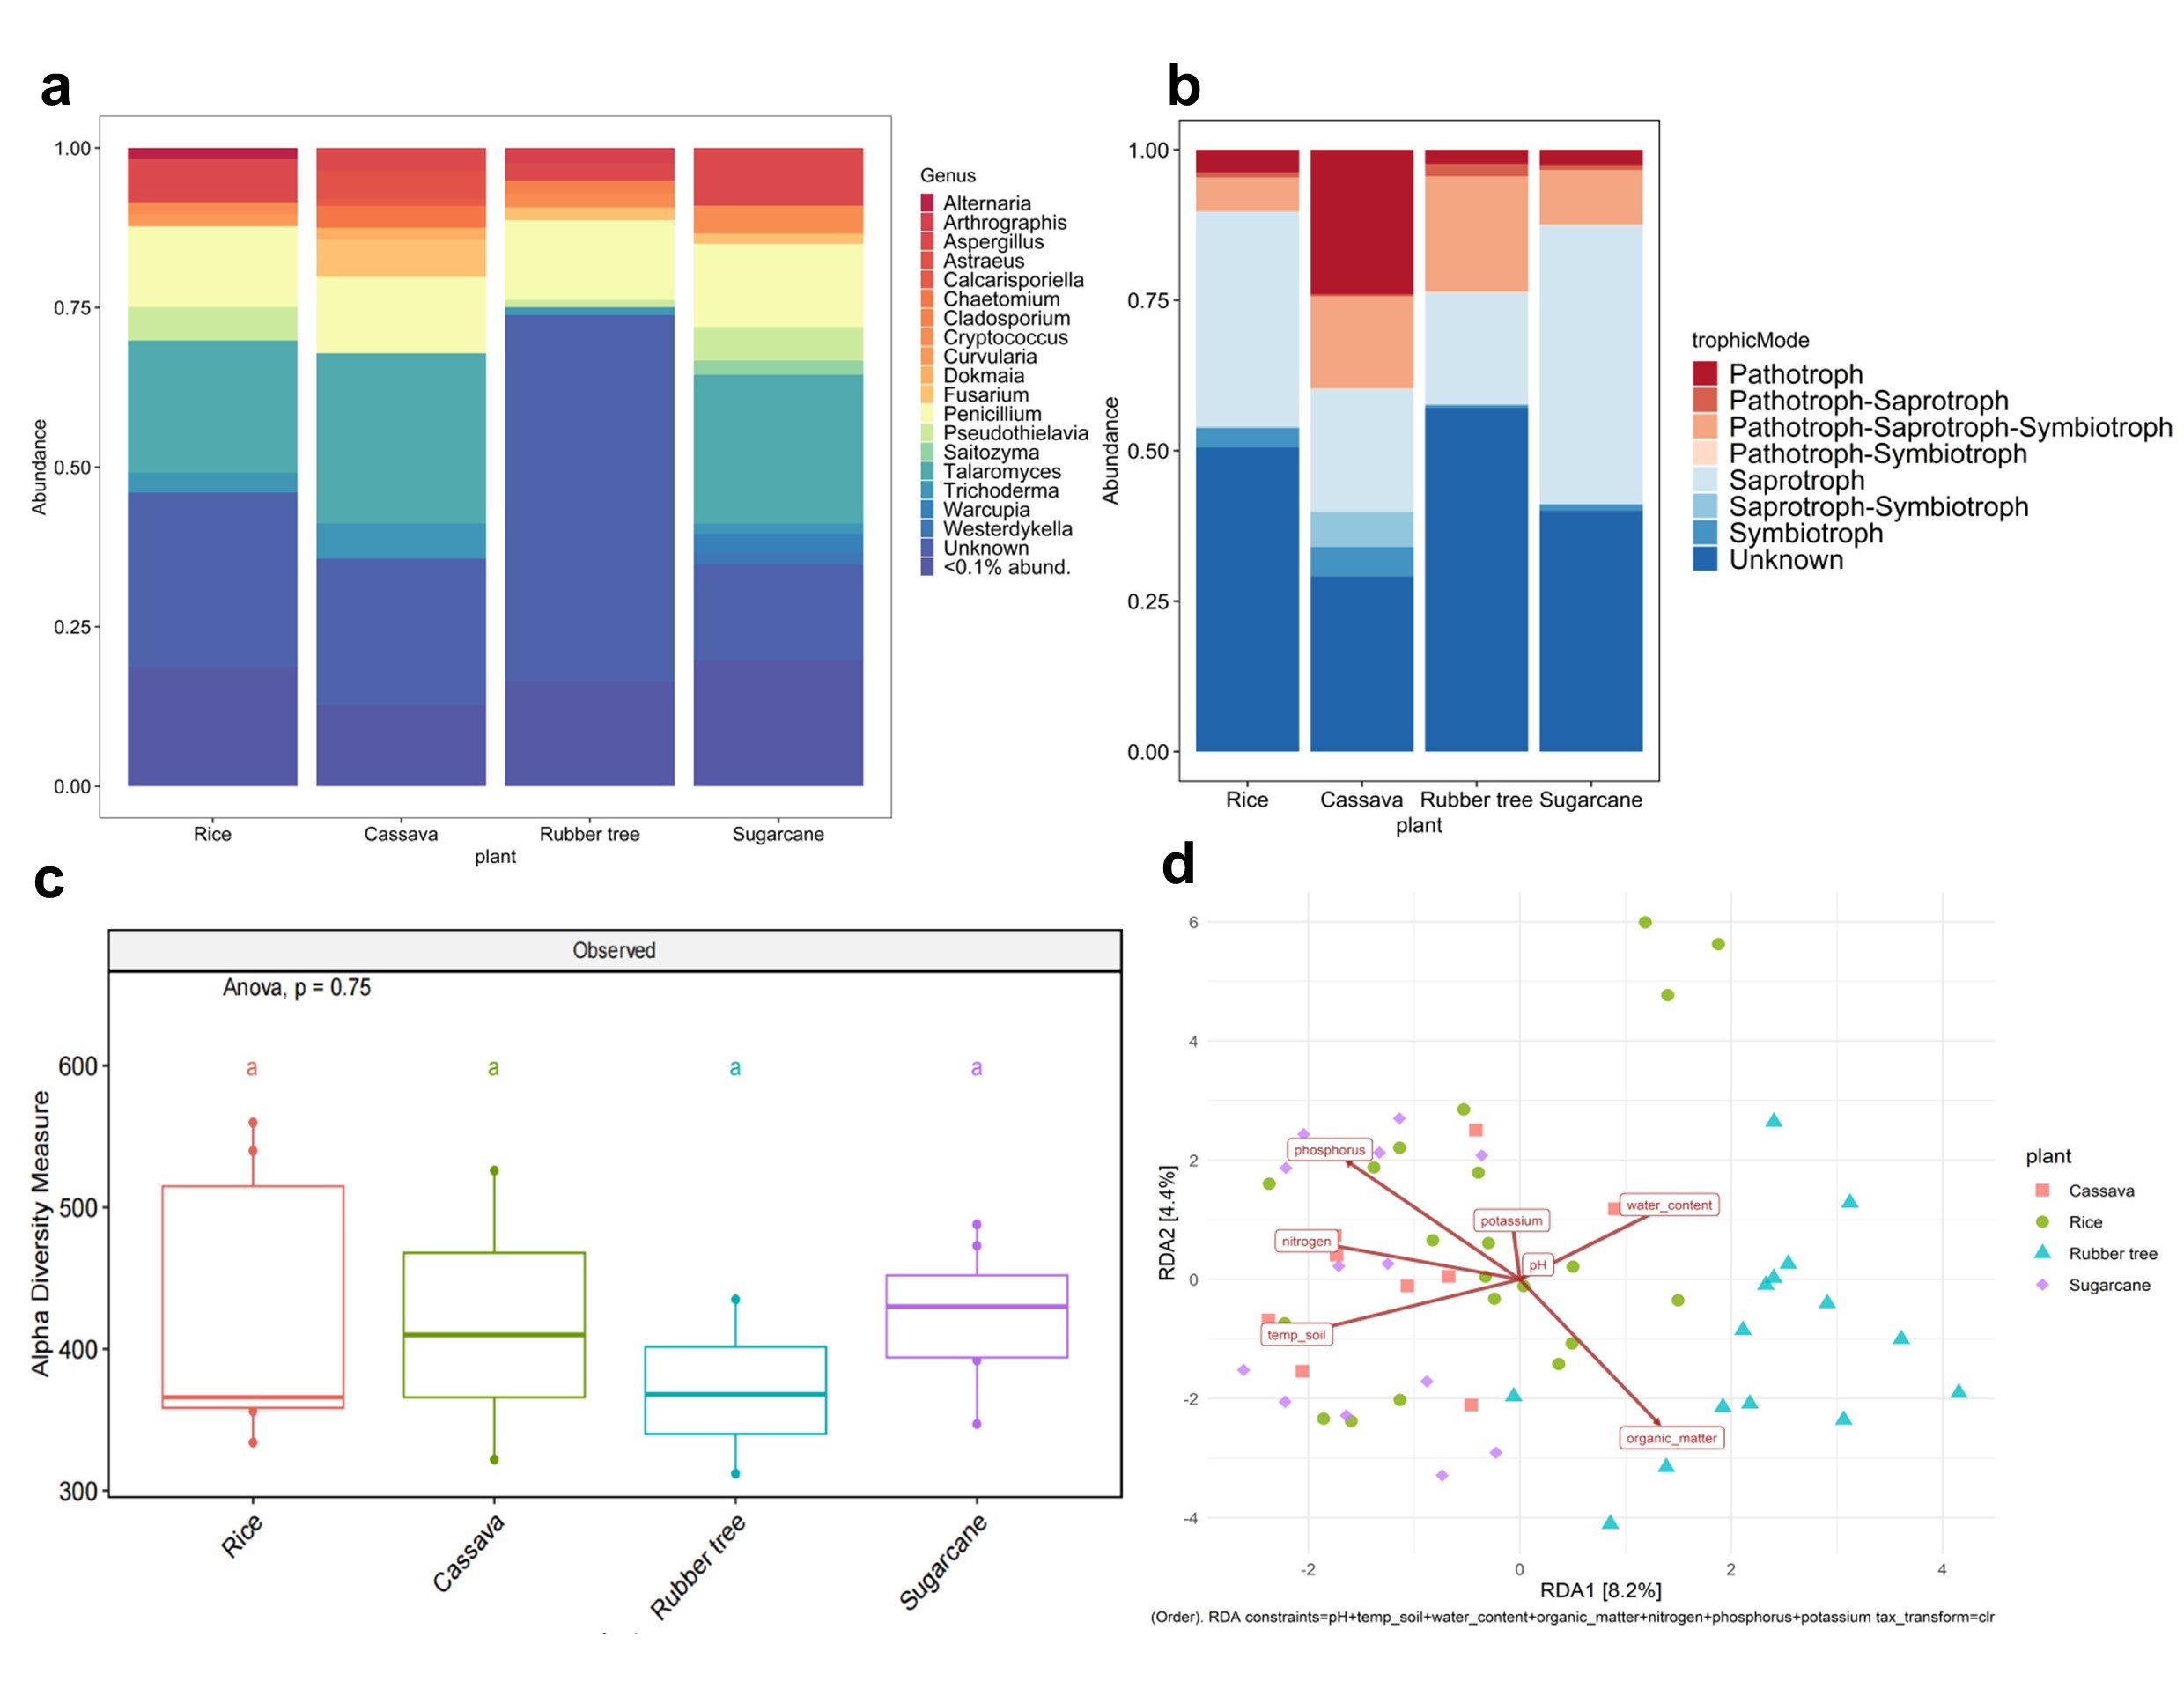 a
1.00
0.75
0.50
0.25
0.00
Abundance
Rice Cassava Rubber tree Sugarcane
plant
Genus
Alternaria
Arthrographis
Aspergillus
Astraeus
Calcarisporiella
Chaetomium
Cladosporium
Cryptococcus
Curvularia
Dokmaia
Fusarium
Penicillium
Pseudothielavia
Saitozyma
Talaromyces
Trichoderma
Warcupia
Westerdykella
Unknown
<0.1% abund.
b
1.00
0.75
0.50
0.25
0.00
Abundance
Rice Cassava Rubber tree Sugarcane
plant
trophicMode
Pathotroph
Pathotroph-Saprotroph
Pathotroph-Saprotroph-Symbiotroph
Pathotroph-Symbiotroph
Saprotroph
Saprotroph-Symbiotroph
Symbiotroph
Unknown
c
Observed
Anova, p = 0.75
a a a a
600
500
400
300
Alpha Diversity Measure
Rice Cassava Rubber tree Sugarcane
d
6
4
2
0
-2
-4
RDA2 [4.4%]
phosphorus
water_content
potassium
nitrogen
pH
temp_soil
organic_matter
-2 0 2 4
RDA1 [8.2%]
(Order). RDA constraints=pH+temp_soil+water_content+organic_matter+nitrogen+phosphorus+potassium tax_transform=clr
plant
Cassava
Rice
Rubber tree
Sugarcane